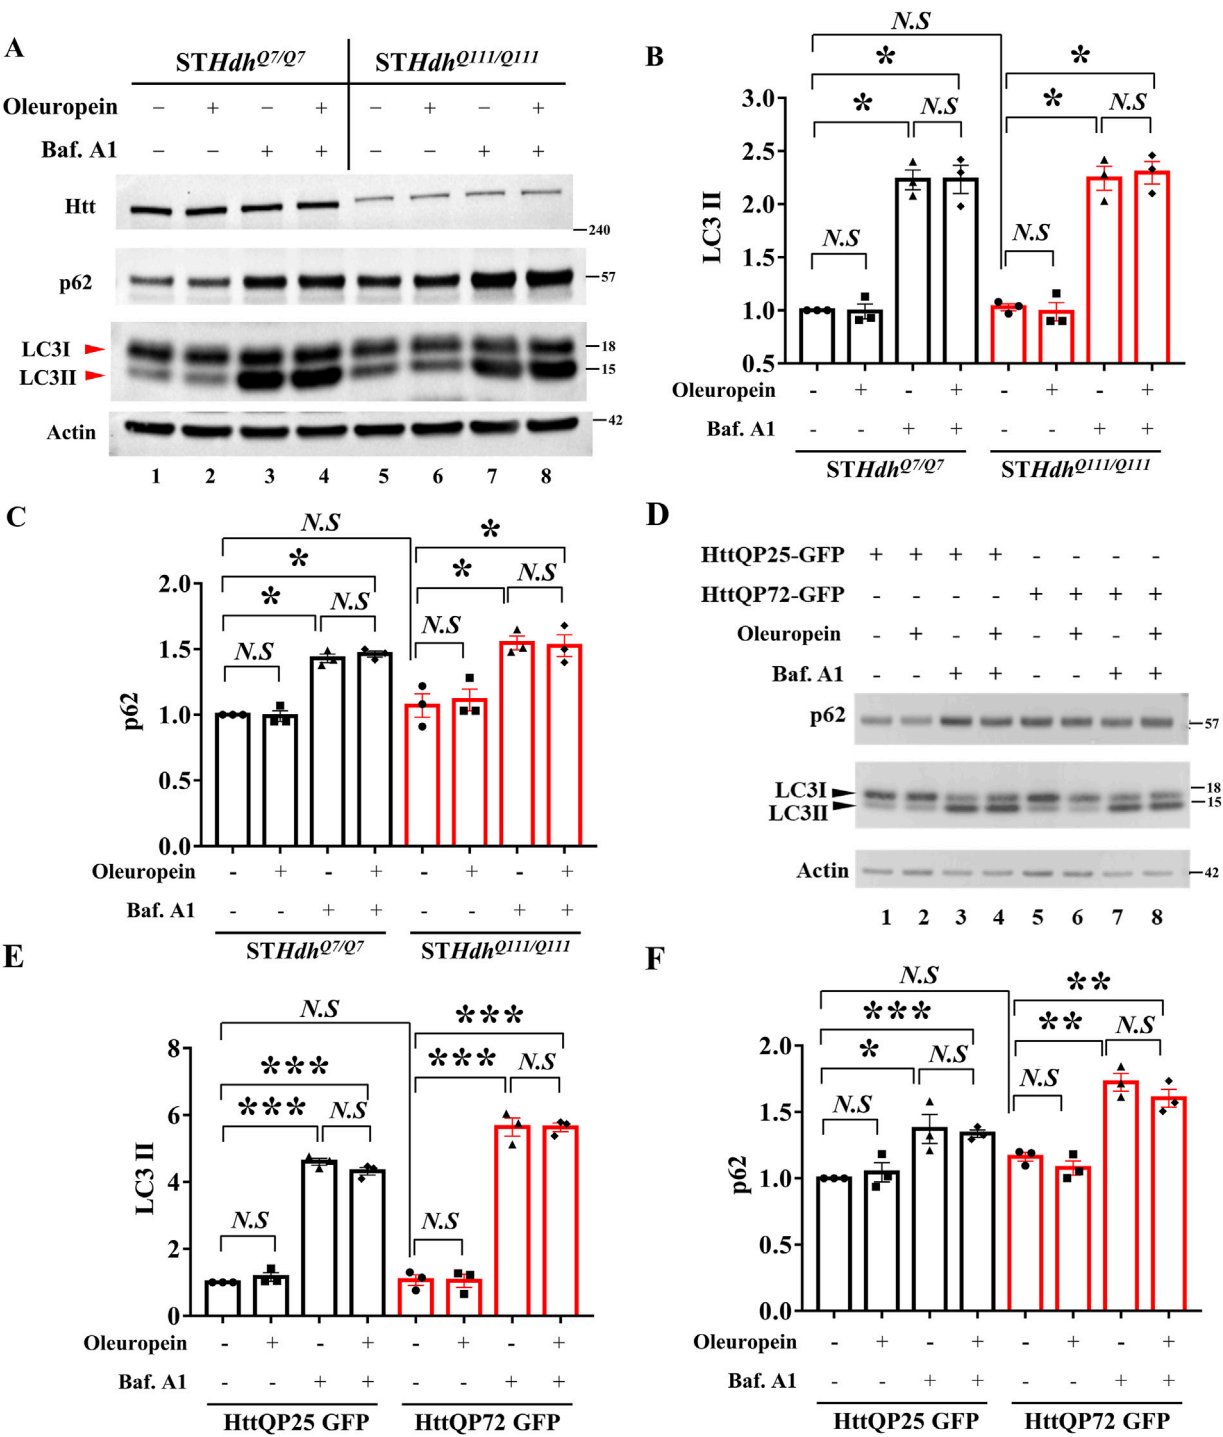 A
STHdhQ7/Q7 STHdhQ111/Q111
Oleuropein − + − + − + − +
Baf. A1 − − + + − − + +
Htt
240
p62
57
LC3I
18
LC3II
15
Actin
42
1 2 3 4 5 6 7 8
B
N.S
* *
* N.S * N.S
3.0
2.5
2.0
1.5
1.0
0.5
LC3 II
N.S N.S
Oleuropein - + - + - + - +
Baf. A1 - - + + - - + +
STHdhQ7/Q7 STHdhQ111/Q111
C
N.S
* *
* N.S * N.S
N.S N.S
2.0
1.5
1.0
0.5
0.0
p62
Oleuropein - + - + - + - +
Baf. A1 - - + + - - + +
STHdhQ7/Q7 STHdhQ111/Q111
D
HttQP25-GFP + + + + - - - -
HttQP72-GFP - - - - + + + +
Oleuropein - + - + - + - +
Baf. A1 - - + + - - + +
p62
57
LC3I
18
LC3II
15
Actin
42
1 2 3 4 5 6 7 8
E
N.S
*** ***
*** N.S *** N.S
N.S N.S
8
6
4
2
0
LC3 II
Oleuropein - + - + - + - +
Baf. A1 - - + + - - + +
HttQP25 GFP HttQP72 GFP
F
N.S
*** **
* N.S ** N.S
N.S N.S
2.0
1.5
1.0
0.5
0.0
p62
Oleuropein - + - + - + - +
Baf. A1 - - + + - - + +
HttQP25 GFP HttQP72 GFP